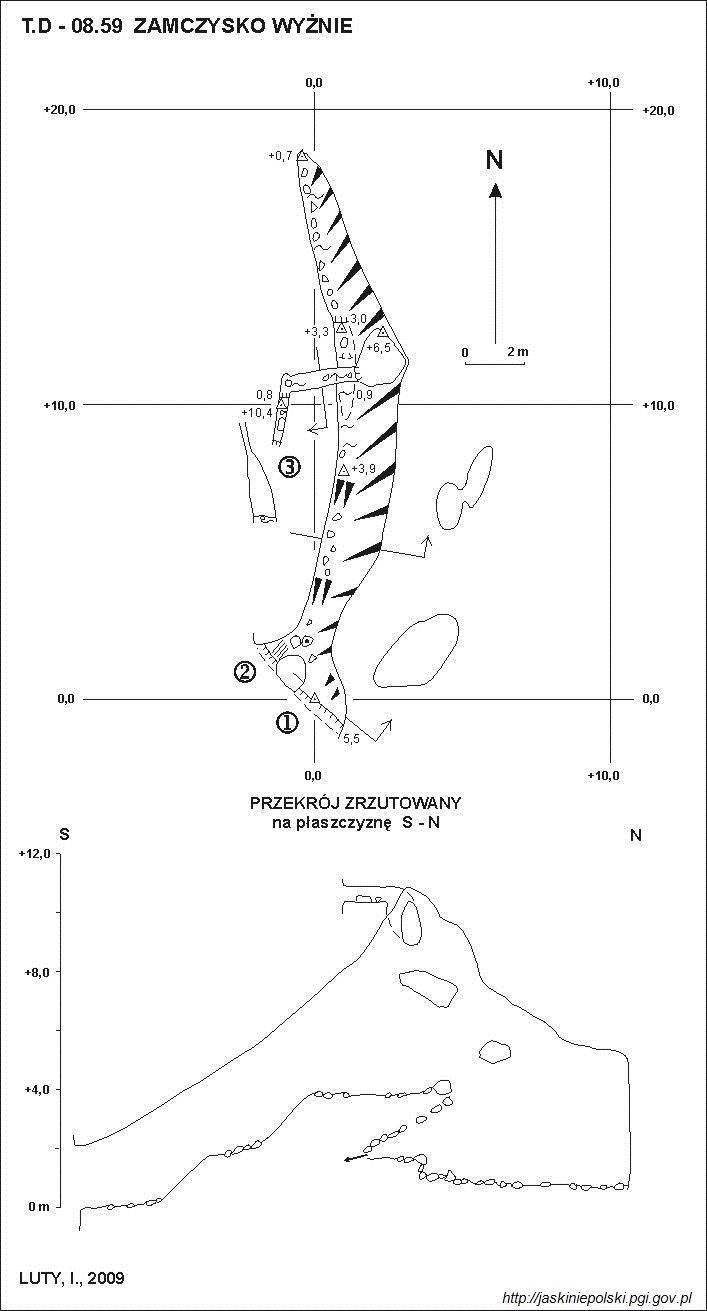 T.D - 08.59 ZAMCZYSKO WYŻNIE
0,0 +10,0
+20,0 +20,0
+0,7
N
3,0
+3,3
+6,5
0 2 m
0,8 0,9
+10,0 +10,0
+10,4
③
+3,9
②
0,0 0,0
①
5,5
0,0 +10,0
PRZEKRÓJ ZRZUTOWANY
na płaszczyznę S - N
S N
+12,0
+8,0
+4,0
0 m
LUTY, I., 2009
http://jaskiniepolski.pgi.gov.pl